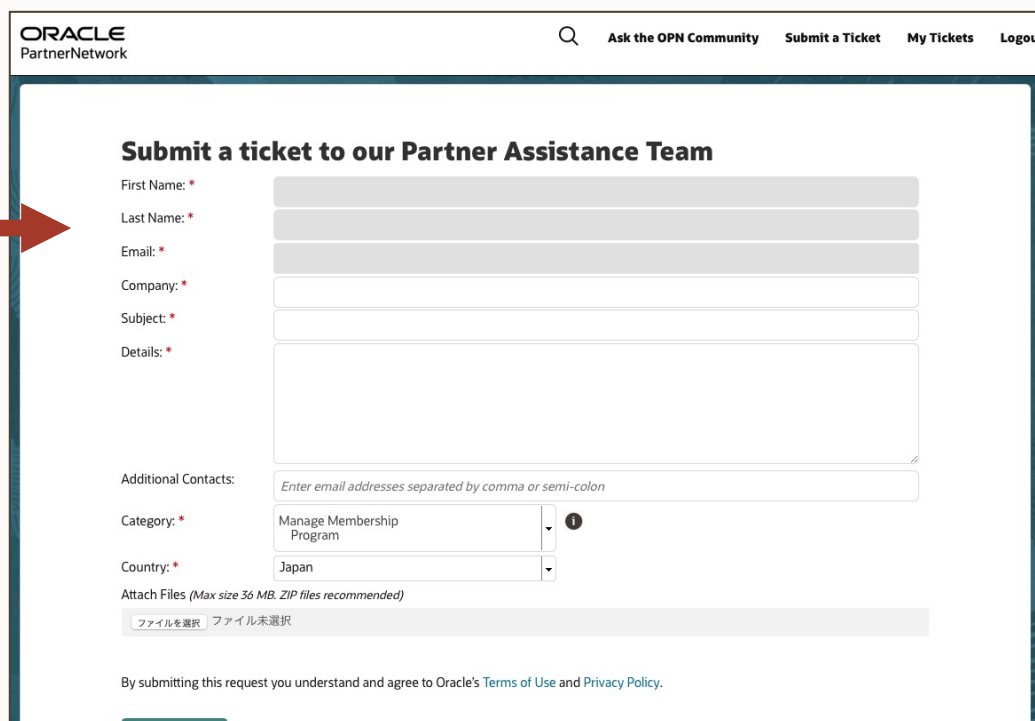 ORACLE
PartnerNetwork
Ask the OPN Community Submit a Ticket My Tickets
Submit a ticket to our Partner Assistance Team
First Name: *
Last Name: *
Email: *
Company: *
Subject: *
Details: *
Additional Contacts: Enter email addresses separated by comma or semi-colon
Category: * Manage Membership
Program
Country: * Japan
Attach Files (Max size 36 MB. ZIP files recommended)
ファイルを選択 ファイル未選択
By submitting this request you understand and agree to Oracle's Terms of Use and Privacy Policy.